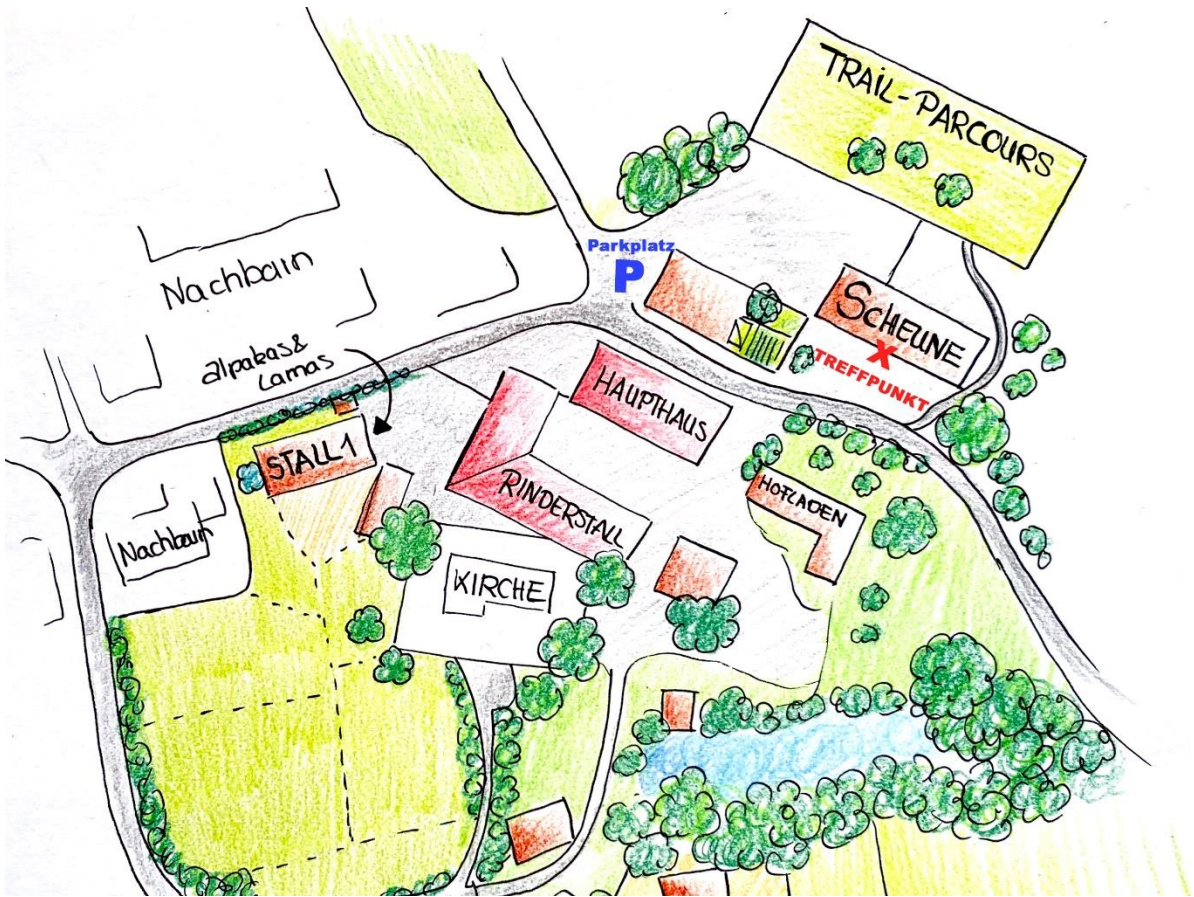 TRAIL-PARCOURS
Parkplatz
P
Nachbarn
SCHEUNE
X
TREFFPUNKT
alpakas&
Lamas
HAUPTHAUS
STALL 1
RINDERSTALL
HOFLADEN
Nachbarn
KIRCHE